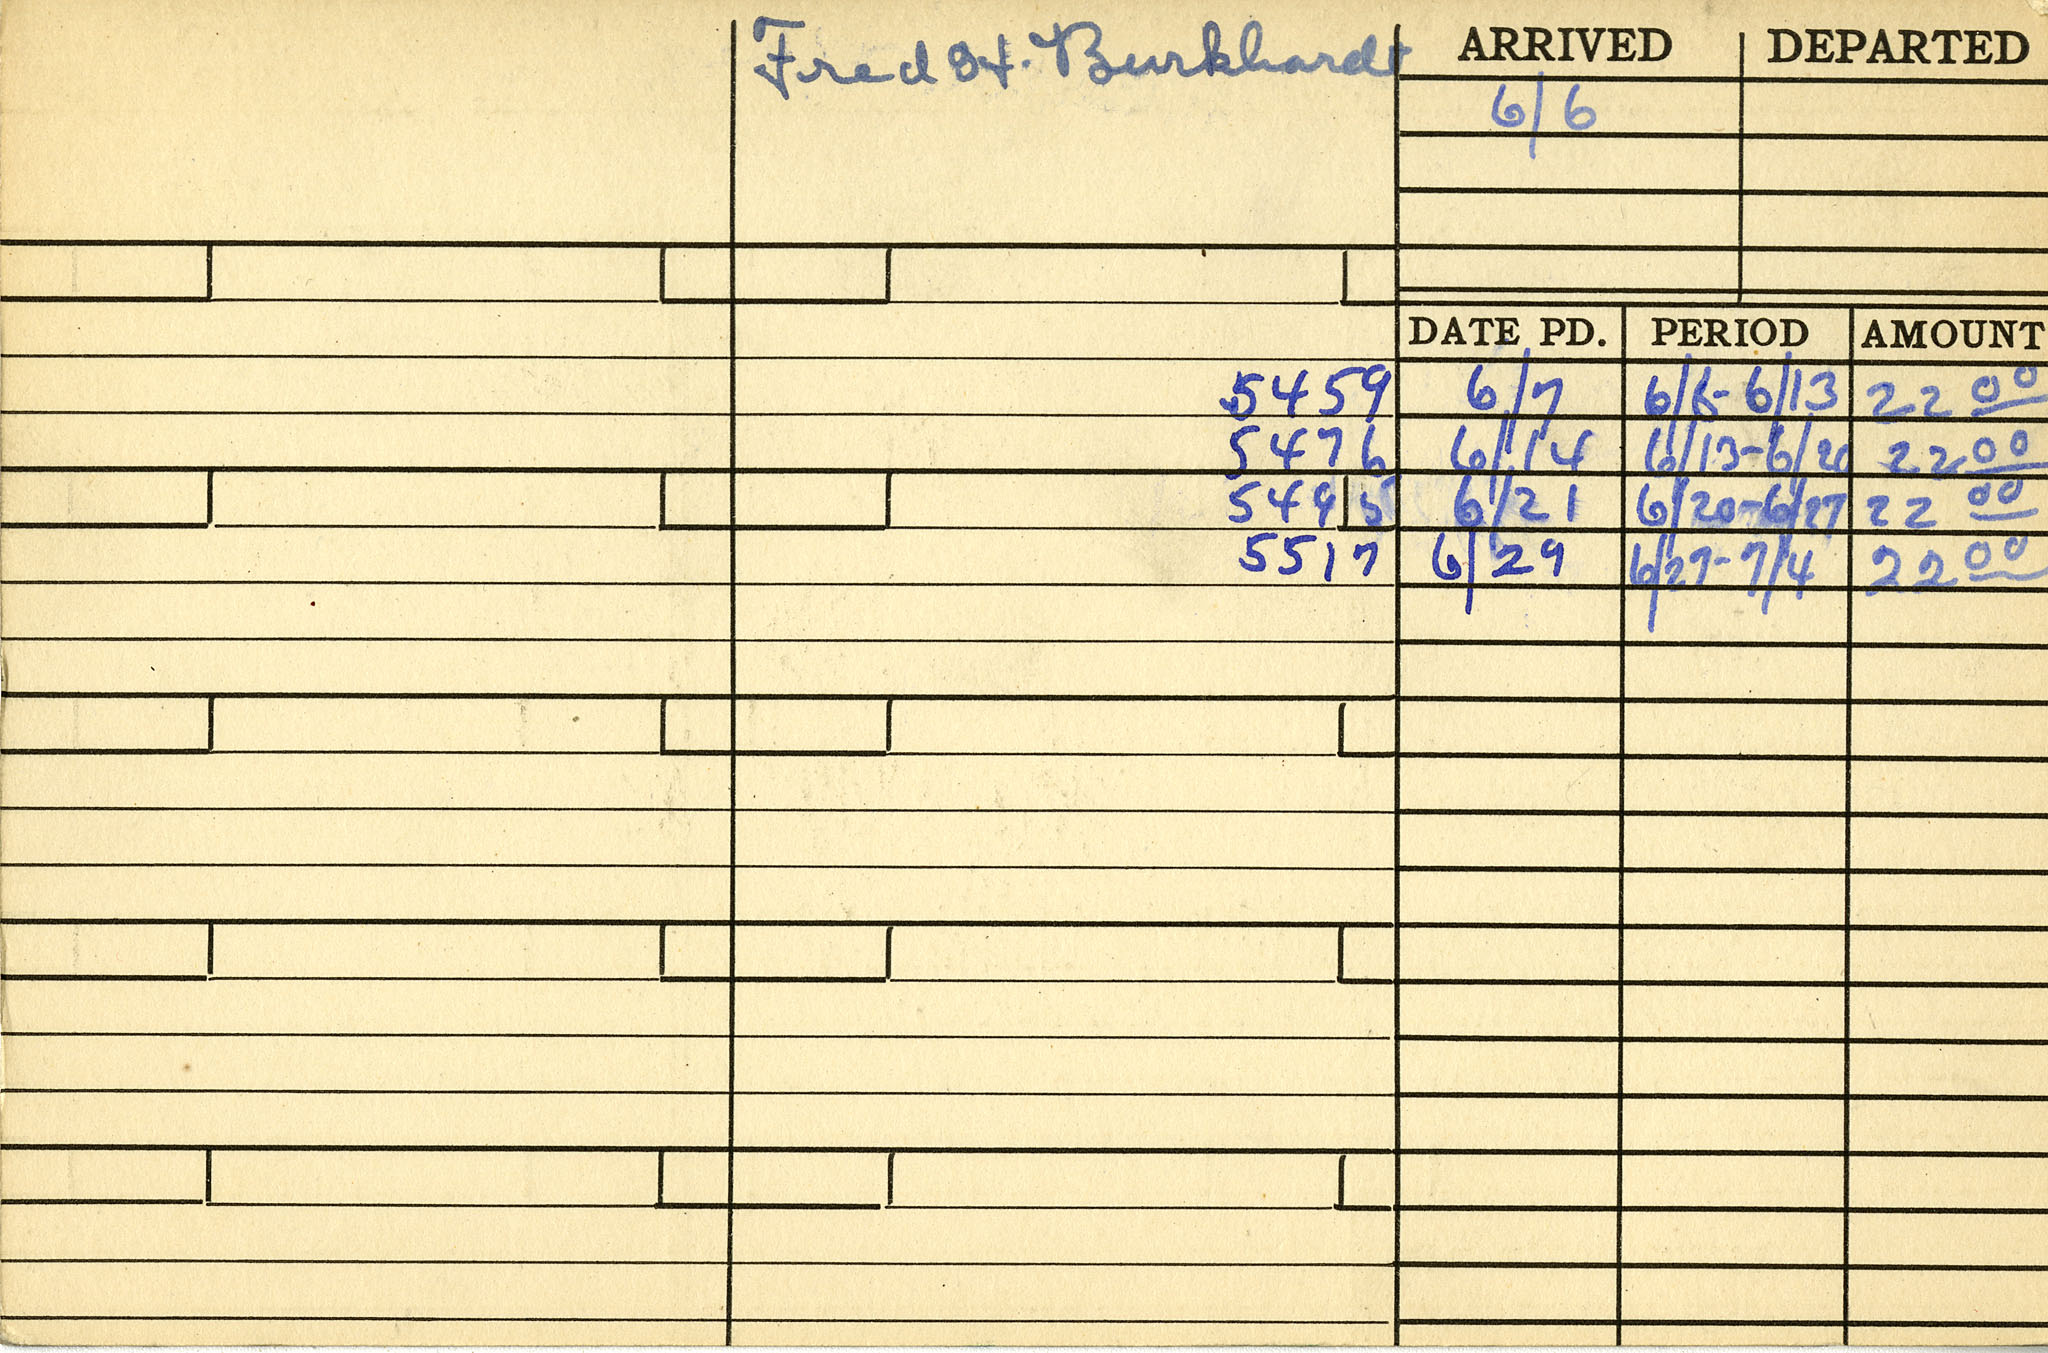 Fred H. Burkhardt
ARRIVED DEPARTED
6/6
DATE PD. PERIOD AMOUNT
5459 6/7 6/6-6/13 22 00
5476 6/14 6/13-6/20 22 00
5495 6/21 6/20-6/27 22 00
5517 6/29 6/27-7/4 22 00